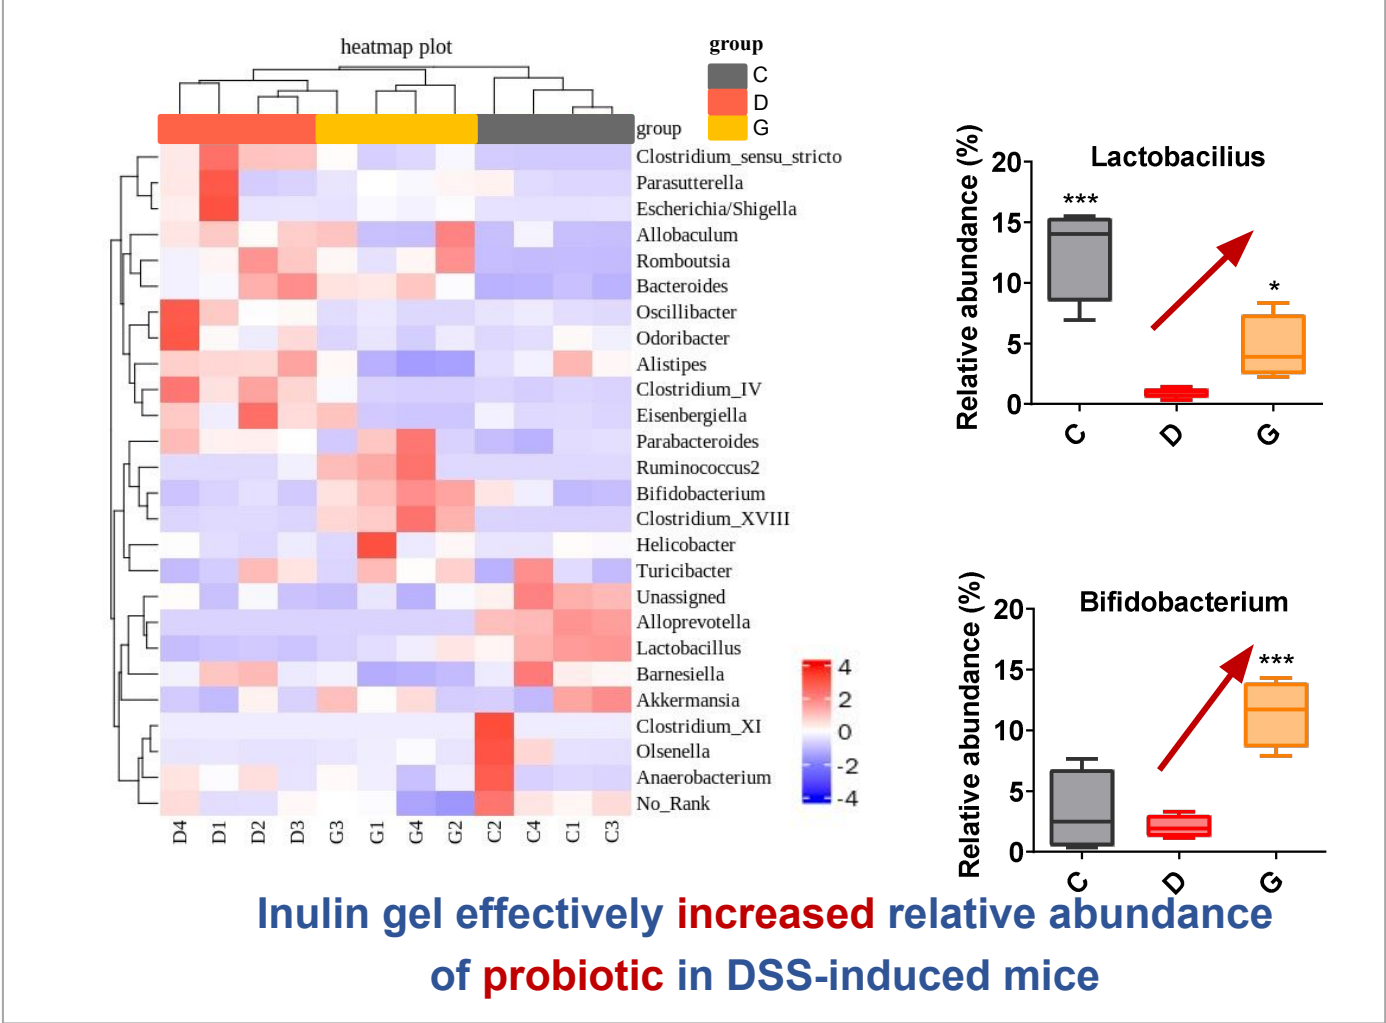 heatmap plot
group
C
D
G
group
Clostridium_sensu_stricto
Parasutterella
Escherichia/Shigella
Allobaculum
Romboutsia
Bacteroides
Oscillibacter
Odoribacter
Alistipes
Clostridium_IV
Eisenbergiella
Parabacteroides
Ruminococcus2
Bifidobacterium
Clostridium_XVIII
Helicobacter
Turicibacter
Unassigned
Alloprevotella
Lactobacillus
Barnesiella
Akkermansia
Clostridium_XI
Olsenella
Anaerobacterium
No_Rank
D4 D1 D2 D3 G3 G1 G4 G2 C2 C4 C1 C3
4
2
0
-2
-4
Lactobacilius
Relative abundance (%)
20
15
10
5
0
***
*
C D G
Bifidobacterium
Relative abundance (%)
20
15
10
5
0
***
C D G
Inulin gel effectively increased relative abundance
of probiotic in DSS-induced mice